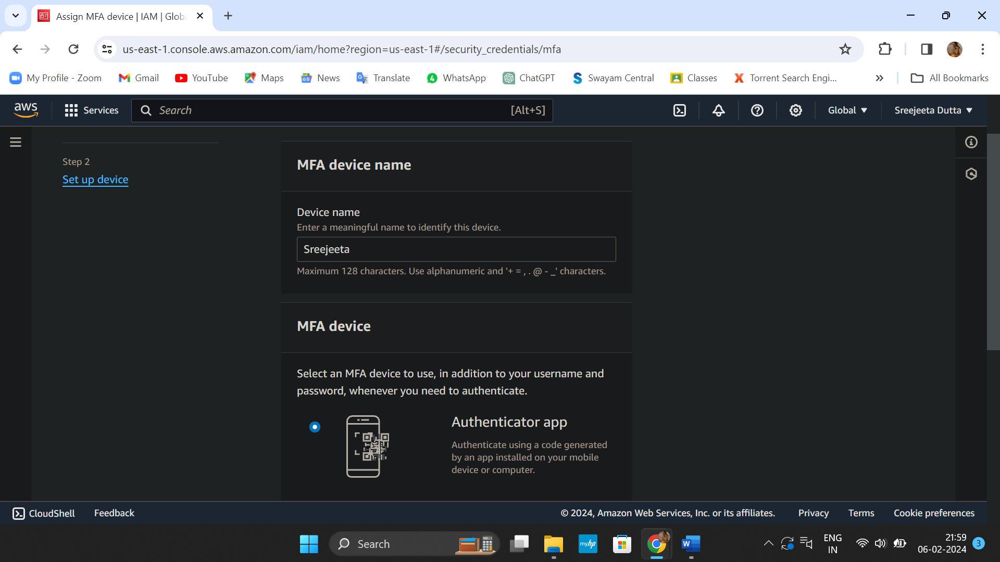 Assign MFA device | IAM | Glob
us-east-1.console.aws.amazon.com/iam/home?region=us-east-1#/security_credentials/mfa
My Profile - Zoom
Gmail
YouTube
Maps
News
Translate
4
WhatsApp
ChatGPT
Swayam Central
Classes
Torrent Search Engi...
All Bookmarks
aws
Services
Search
[Alt+S]
Global
Sreejeeta Dutta
Step 2
Set up device
MFA device name
Device name
Enter a meaningful name to identify this device.
Sreejeeta
Maximum 128 characters. Use alphanumeric and '+ = , . @ - _' characters.
MFA device
Select an MFA device to use, in addition to your username and
password, whenever you need to authenticate.
Authenticator app
Authenticate using a code generated
by an app installed on your mobile
device or computer.
CloudShell
Feedback
© 2024, Amazon Web Services, Inc. or its affiliates.
Privacy
Terms
Cookie preferences
Search
myhp
W
ENG
IN
21:59
06-02-2024
3